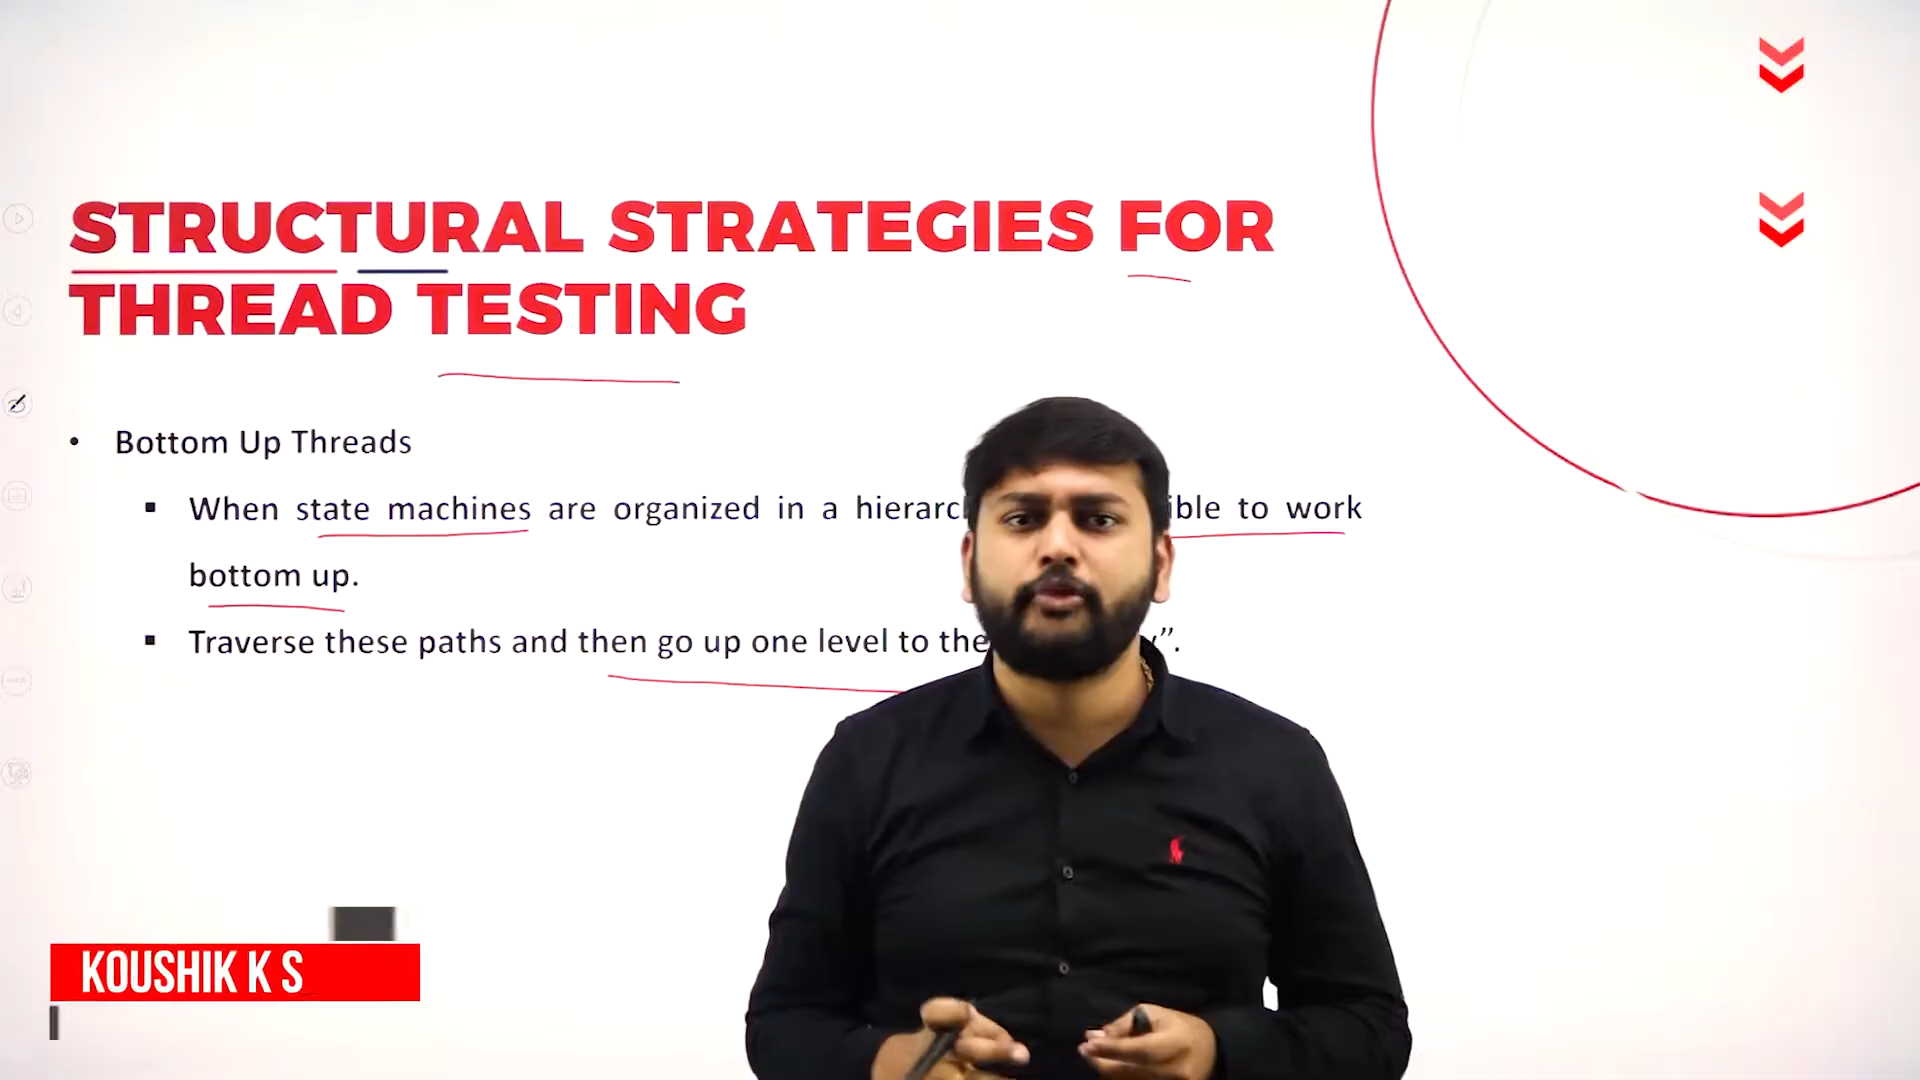 STRUCTURAL STRATEGIES FOR
THREAD TESTING
• Bottom Up Threads
▪ When state machines are organized in a ible to work
bottom up.
▪ Traverse these paths and then go up one level to the ”.
KOUSHIK K S